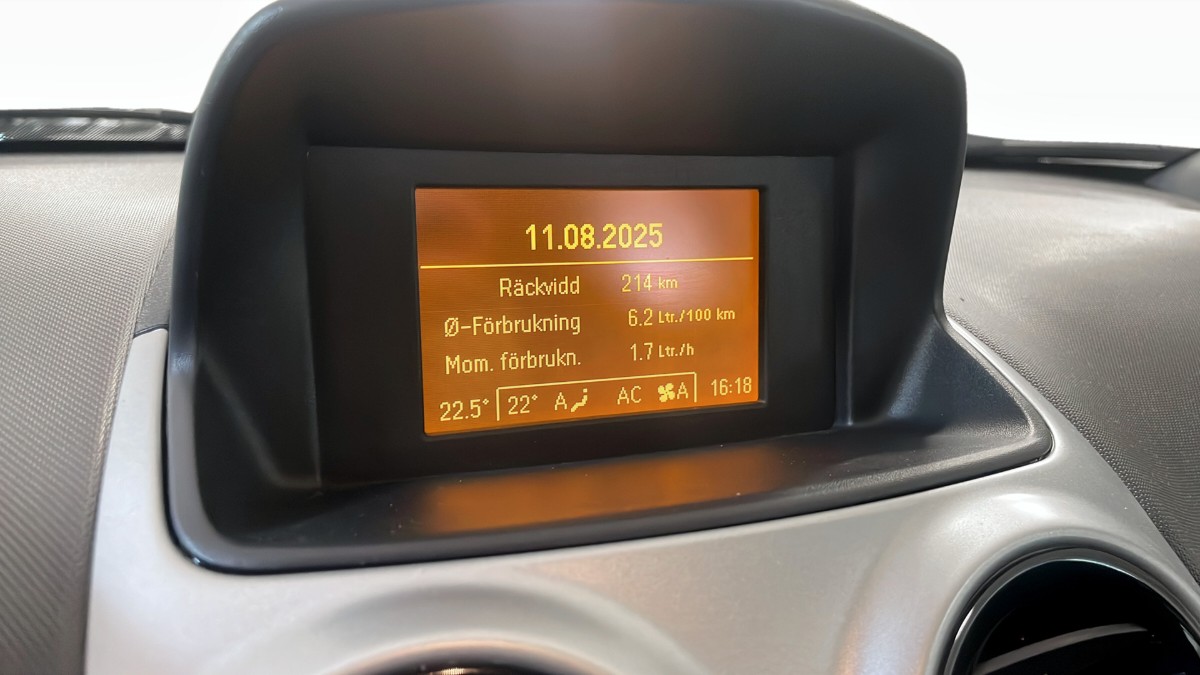 11.08.2025
Räckvidd 214 km
Ø-Förbrukning 6.2 Ltr./100 km
Mom. förbrukn. 1.7 Ltr./h
22.5° 22° A AC A 16:18